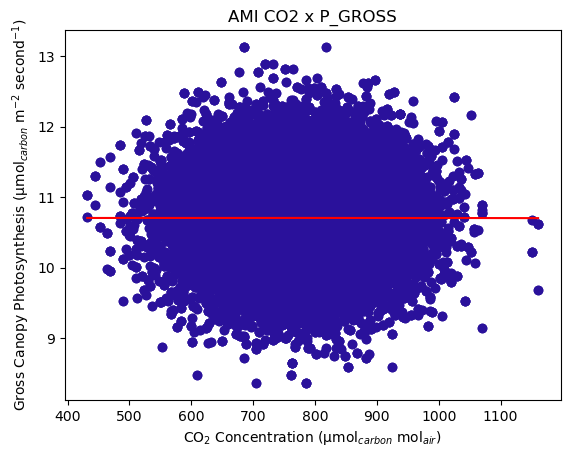 AMI CO2 x P_GROSS
Gross Canopy Photosynthesis (μmol_carbon m⁻² second⁻¹)
13
12
11
10
9
400 500 600 700 800 900 1000 1100
CO₂ Concentration (μmol_carbon mol_air)